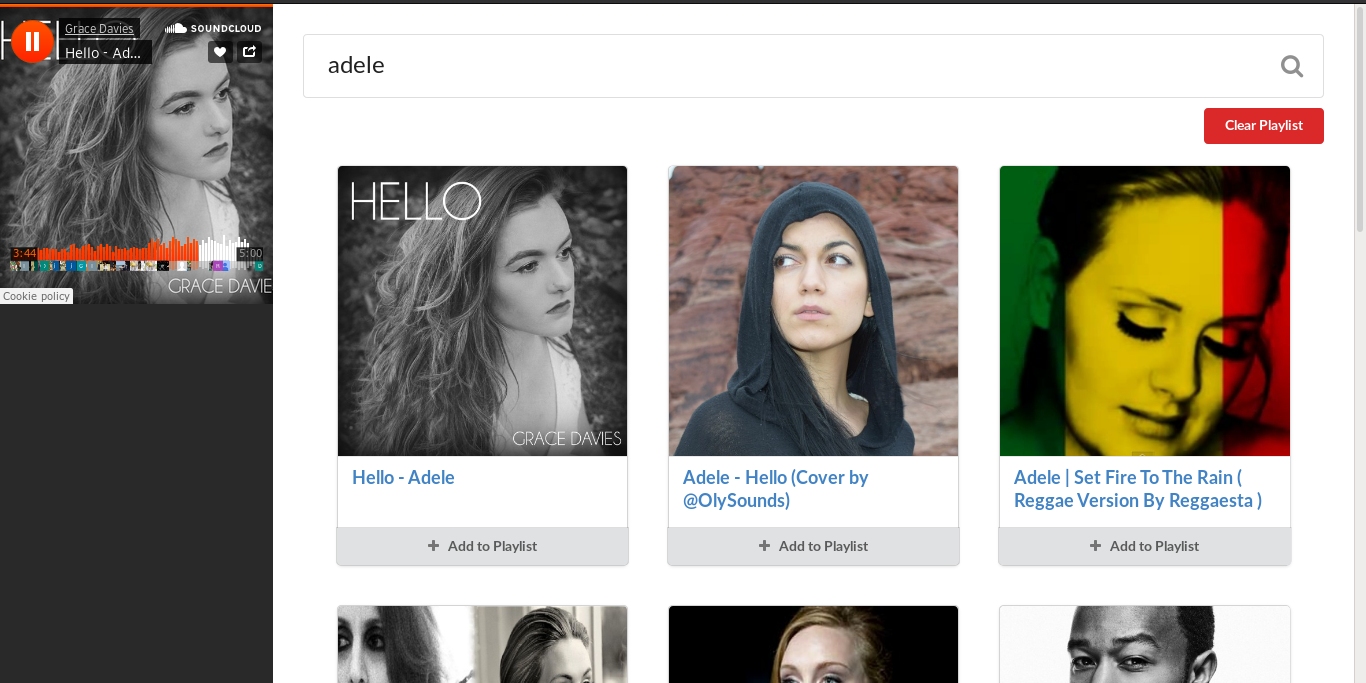 Grace Davies
SOUNDCLOUD
Hello - Ad...
3:44
5:00
GRACE DAVIE
Cookie policy
adele
Clear Playlist
HELLO
GRACE DAVIES
Hello - Adele
Add to Playlist
Adele - Hello (Cover by
@OlySounds)
Add to Playlist
Adele | Set Fire To The Rain (
Reggae Version By Reggaesta )
Add to Playlist